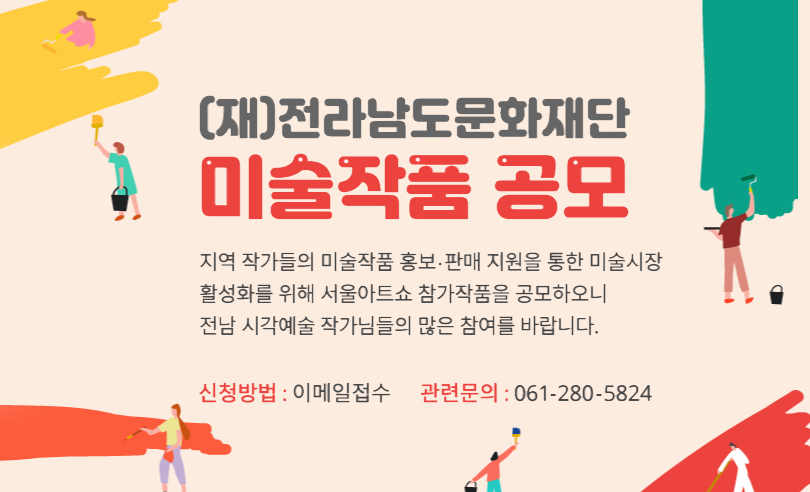 (재)전라남도문화재단
미술작품 공모
지역 작가들의 미술작품 홍보·판매 지원을 통한 미술시장
활성화를 위해 서울아트쇼 참가작품을 공모하오니
전남 시각예술 작가님들의 많은 참여를 바랍니다.
신청방법 : 이메일접수 관련문의 : 061-280-5824